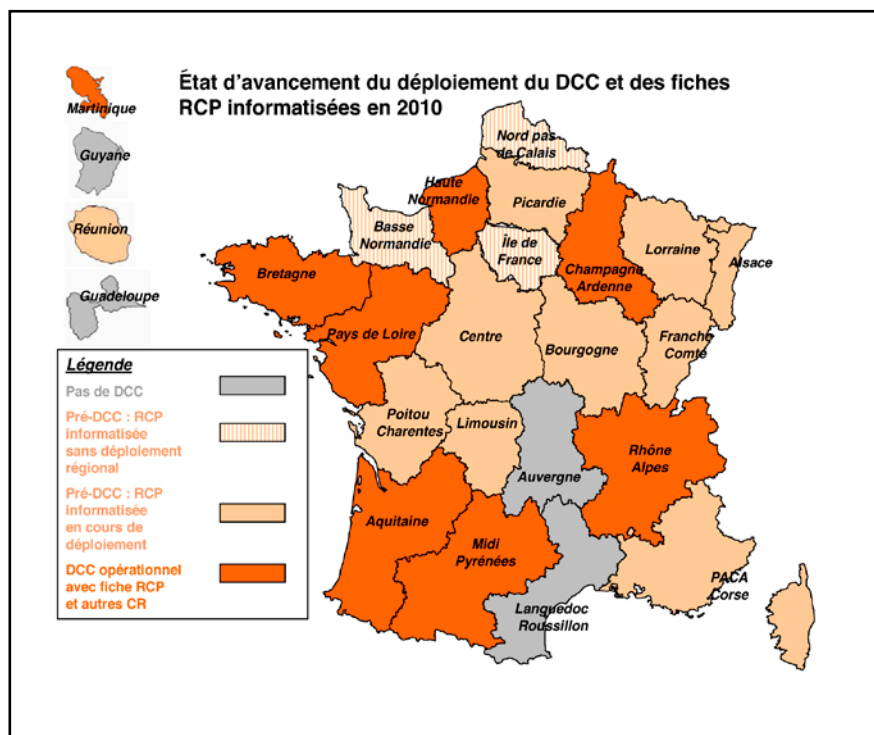 État d'avancement du déploiement du DCC et des fiches
RCP informatisées en 2010
Martinique
Guyane
Réunion
Guadeloupe
Nord pas
de Calais
Haute
Normandie
Picardie
Basse
Normandie
Île de
France
Champagne
Ardenne
Lorraine
Alsace
Bretagne
Pays de Loire
Centre
Bourgogne
Franche
Comté
Poitou
Charentes
Limousin
Auvergne
Rhône
Alpes
Aquitaine
Midi
Pyrénées
Languedoc
Roussillon
PACA
Corse
Légende
Pas de DCC
Pré-DCC : RCP
informatisée
sans déploiement
régional
Pré-DCC : RCP
informatisée
en cours de
déploiement
DCC opérationnel
avec fiche RCP
et autres CR